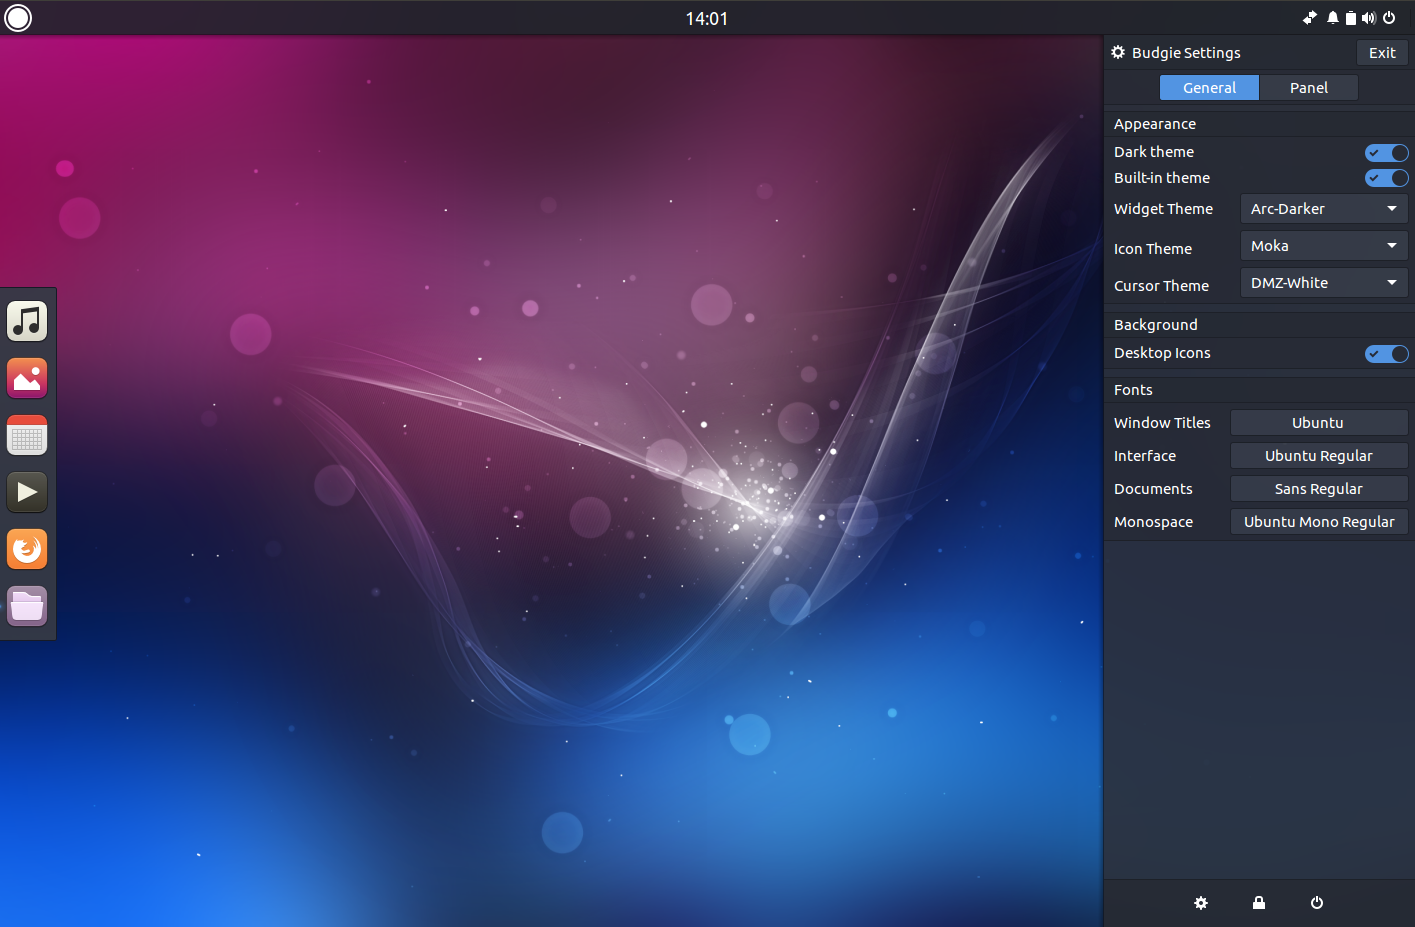 14:01
Budgie Settings Exit
General Panel
Appearance
Dark theme
Built-in theme
Widget Theme Arc-Darker
Icon Theme Moka
Cursor Theme DMZ-White
Background
Desktop Icons
Fonts
Window Titles Ubuntu
Interface Ubuntu Regular
Documents Sans Regular
Monospace Ubuntu Mono Regular